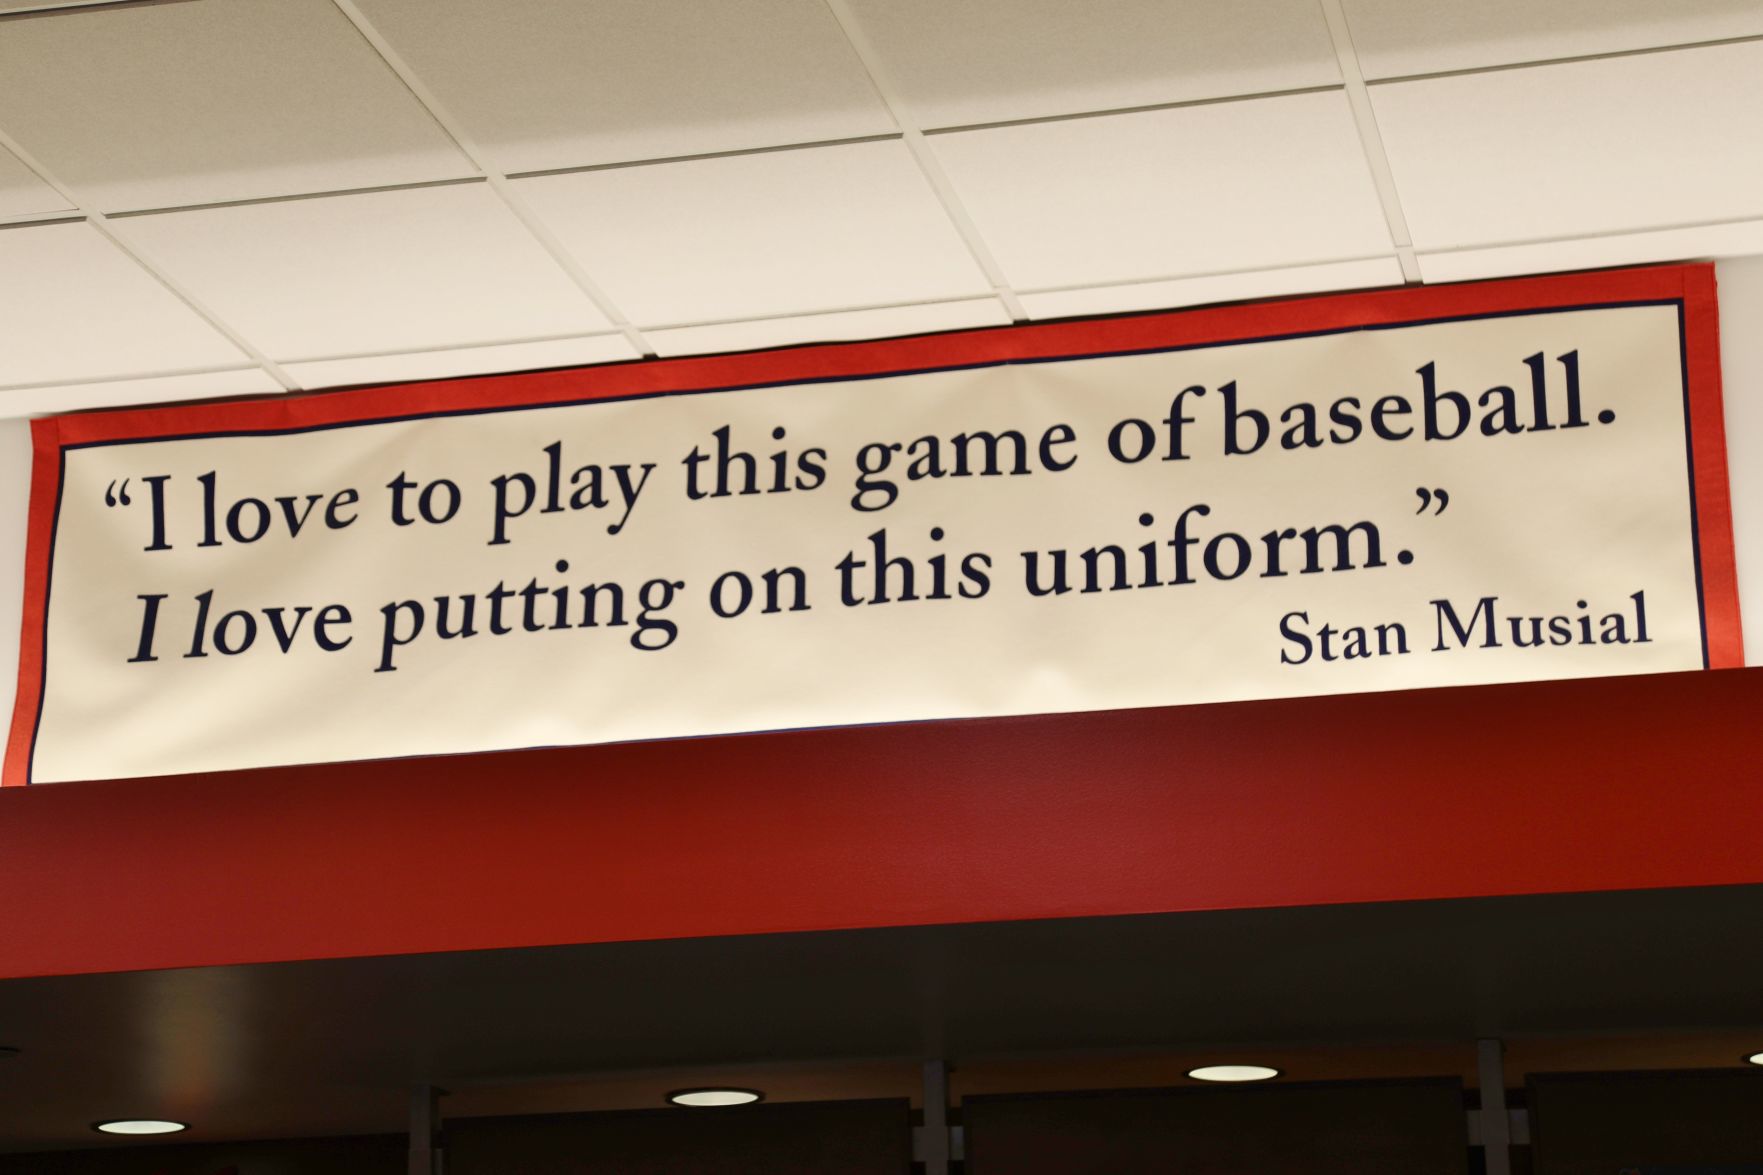 “I love to play this game of baseball.
I love putting on this uniform.”
Stan Musial